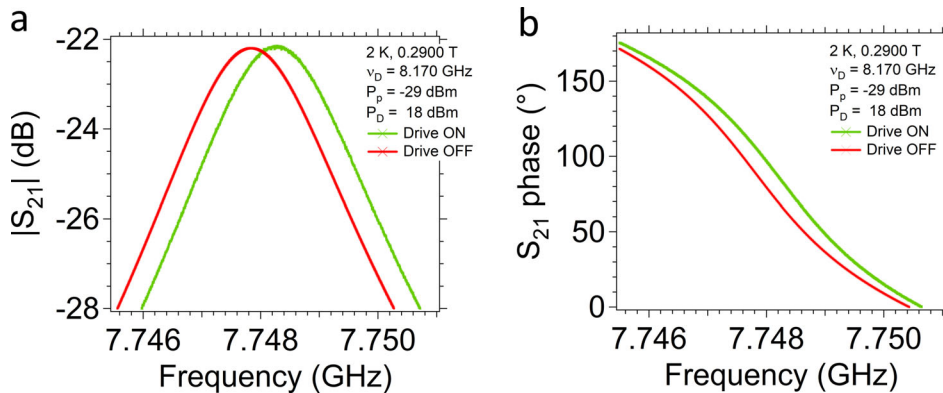 a
-22
-24
-26
-28
|S21| (dB)
2 K, 0.2900 T
νD = 8.170 GHz
Pp = -29 dBm
PD = 18 dBm
Drive ON
Drive OFF
7.746 7.748 7.750
Frequency (GHz)
b
150
100
50
0
S21 phase (°)
2 K, 0.2900 T
νD = 8.170 GHz
Pp = -29 dBm
PD = 18 dBm
Drive ON
Drive OFF
7.746 7.748 7.750
Frequency (GHz)